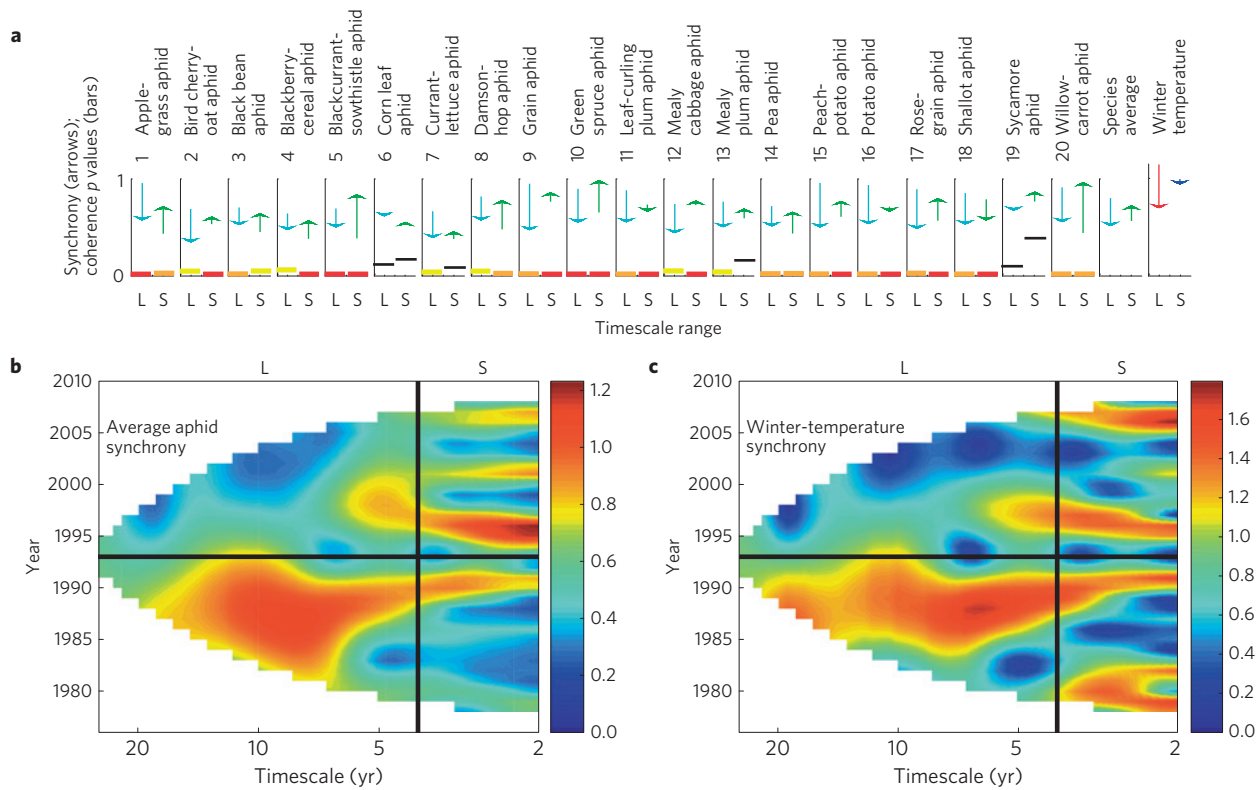 a
Synchrony (arrows);
coherence p values (bars)
1
0
1 Apple-
grass aphid
2 Bird cherry-
oat aphid
3 Black bean
aphid
4 Blackberry-
cereal aphid
5 Blackcurrant-
sowthistle aphid
6 Corn leaf
aphid
7 Currant-
lettuce aphid
8 Damson-
hop aphid
9 Grain aphid
10 Green
spruce aphid
11 Leaf-curling
plum aphid
12 Mealy
cabbage aphid
13 Mealy
plum aphid
14 Pea aphid
15 Peach-
potato aphid
16 Potato aphid
17 Rose-
grain aphid
18 Shallot aphid
19 Sycamore
aphid
20 Willow-
carrot aphid
Species
average
Winter
temperature
L S L S L S L S L S L S L S L S L S L S L S L S L S L S L S L S L S L S L S L S L S L S
Timescale range
b
L S
Average aphid
synchrony
Year
2010
2005
2000
1995
1990
1985
1980
20 10 5 2
Timescale (yr)
1.2
1.0
0.8
0.6
0.4
0.2
0.0
c
L S
Winter-temperature
synchrony
Year
2010
2005
2000
1995
1990
1985
1980
20 10 5 2
Timescale (yr)
1.6
1.4
1.2
1.0
0.8
0.6
0.4
0.2
0.0